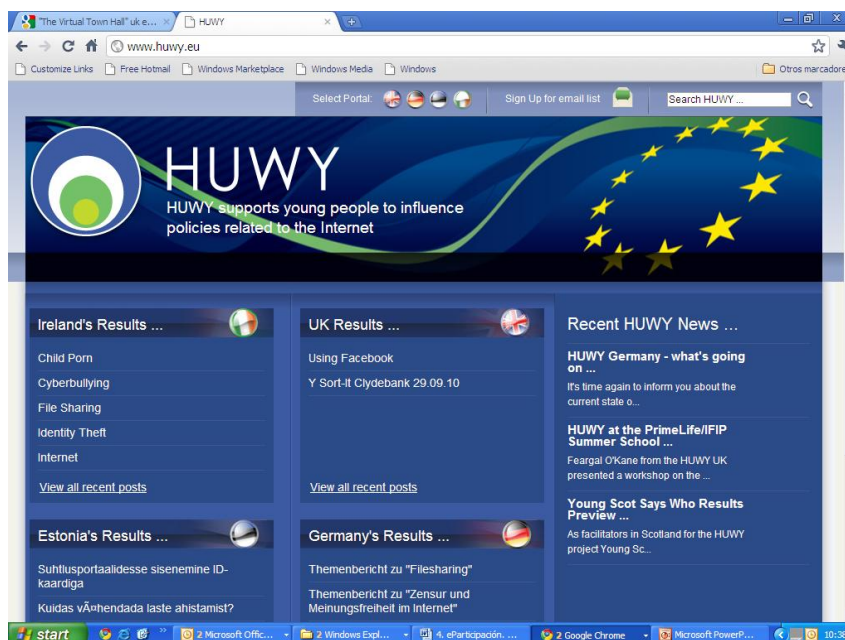 "The Virtual Town Hall" uk e...
HUWY
www.huwy.eu
Customize Links
Free Hotmail
Windows Marketplace
Windows Media
Windows
Otros marcadore
Select Portal:
Sign Up for email list
Search HUWY ...
HUWY
HUWY supports young people to influence
policies related to the Internet
Ireland's Results ...
Child Porn
Cyberbullying
File Sharing
Identity Theft
Internet
View all recent posts
UK Results ...
Using Facebook
Y Sort-It Clydebank 29.09.10
View all recent posts
Recent HUWY News ...
HUWY Germany - what's going
on ...
It's time again to inform you about the
current state o...
HUWY at the PrimeLife/IFIP
Summer School ...
Feargal O'Kane from the HUWY UK
presented a workshop on the ...
Young Scot Says Who Results
Preview ...
As facilitators in Scotland for the HUWY
project Young Sc...
Estonia's Results ...
Suhtlusportaalidesse sisenemine ID-
kaardiga
Kuidas vÃ¤hendada laste ahistamist?
Germany's Results ...
Themenbericht zu "Filesharing"
Themenbericht zu "Zensur und
Meinungsfreiheit im Internet"
start
2 Microsoft Offic...
2 Windows Expl...
4. eParticipación. ...
2 Google Chrome
Microsoft PowerP...
10:38